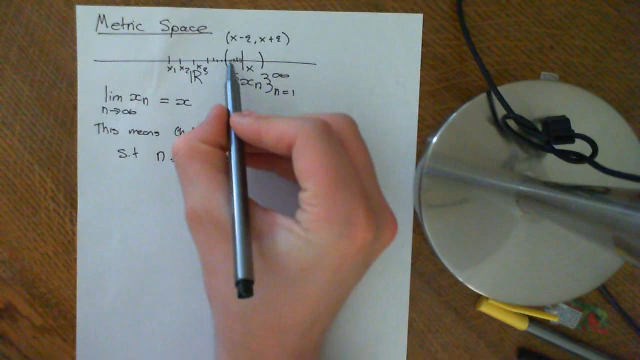 Metric Space
(x-ε, x+ε)
x₁ x₂ x₃ x
ℝ {xₙ}∞ₙ₌₁
lim xₙ = x
n→∞
This means
s.t n